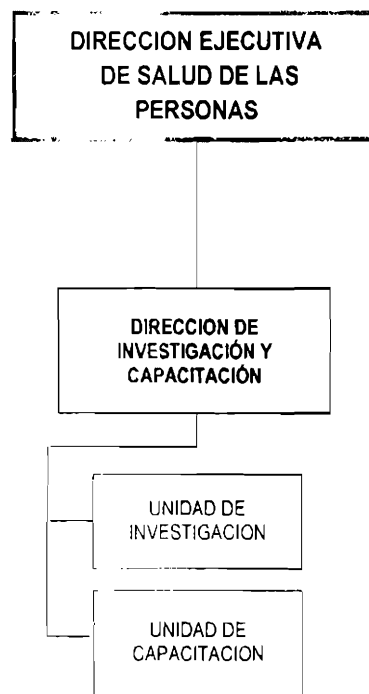 DIRECCION EJECUTIVA
DE SALUD DE LAS
PERSONAS
DIRECCION DE
INVESTIGACIÓN Y
CAPACITACIÓN
UNIDAD DE
INVESTIGACION
UNIDAD DE
CAPACITACION